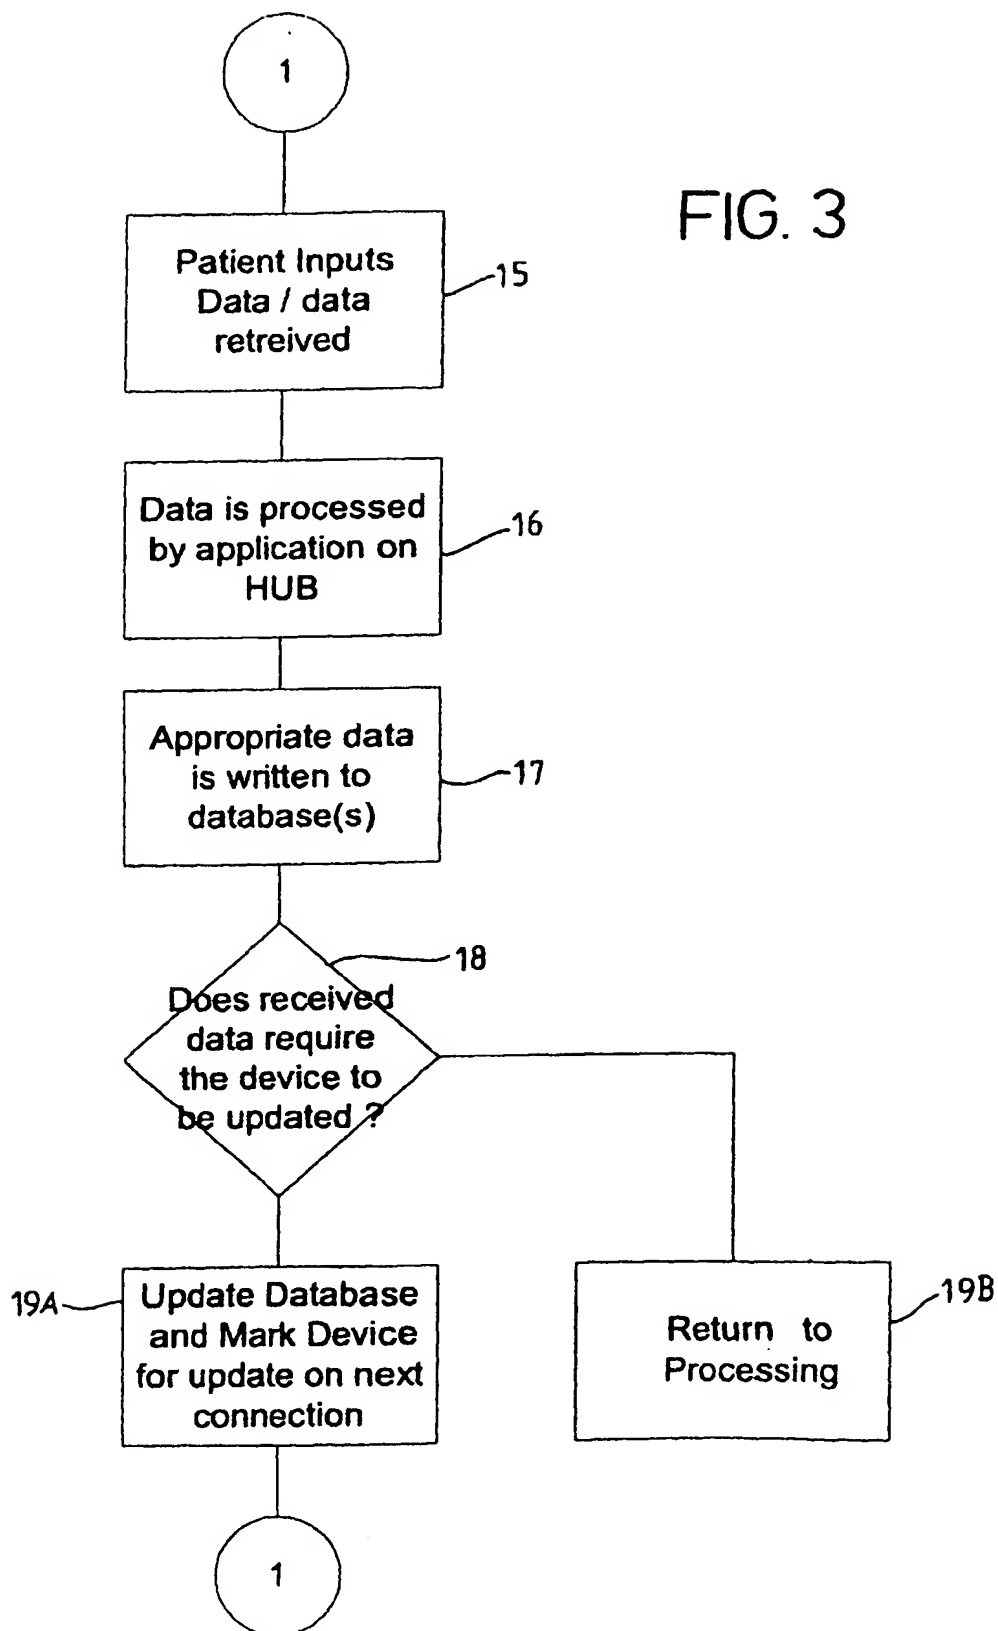 1
FIG. 3
Patient Inputs
Data / data
retreived
15
Data is processed
by application on
HUB
16
Appropriate data
is written to
database(s)
17
18
Does received
data require
the device to
be updated ?
19A
Update Database
and Mark Device
for update on next
connection
Return to
Processing
19B
1